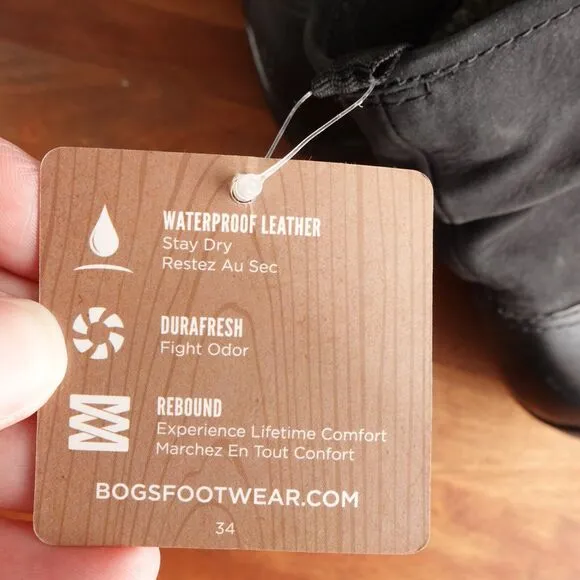 WATERPROOF LEATHER
Stay Dry
Restez Au Sec
DURAFRESH
Fight Odor
REBOUND
Experience Lifetime Comfort
Marchez En Tout Confort
BOGSFOOTWEAR.COM
34